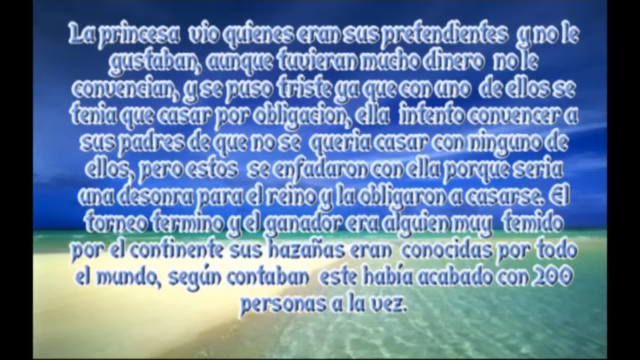 La princesa vio quienes eran sus pretendientes y no le
gustaban, aunque tuvieran mucho dinero no le
convencian, y se puso triste ya que con uno de ellos se
tenia que casar por obligacion, ella intento convencer a
sus padres de que no se queria casar con ninguno de
ellos, pero estos se enfadaron con ella porque seria
una desonra para el reino y la obligaron a casarse. El
torneo termino y el ganador era alguien muy temido
por el continente sus hazañas eran conocidas por todo
el mundo, según contaban este había acabado con 200
personas a la vez.